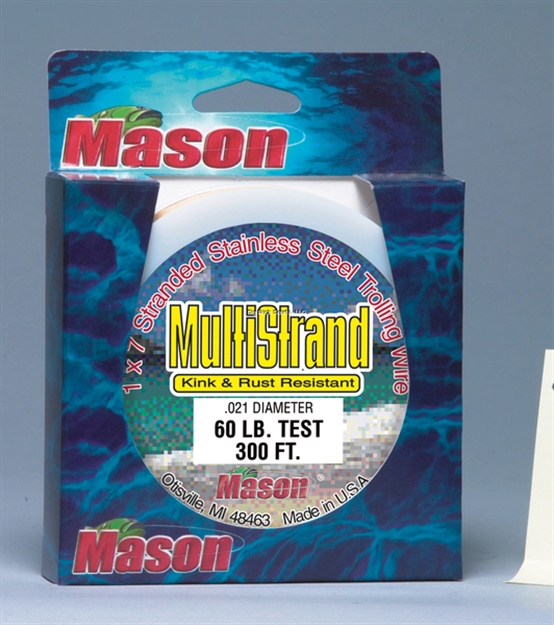 Mason
1 x 7 Stranded Stainless Steel Trolling Wire
MultiStrand
Kink & Rust Resistant
.021 DIAMETER
60 LB. TEST
300 FT.
Mason®
Otisville, MI 48463 Made in U.S.A
Mason